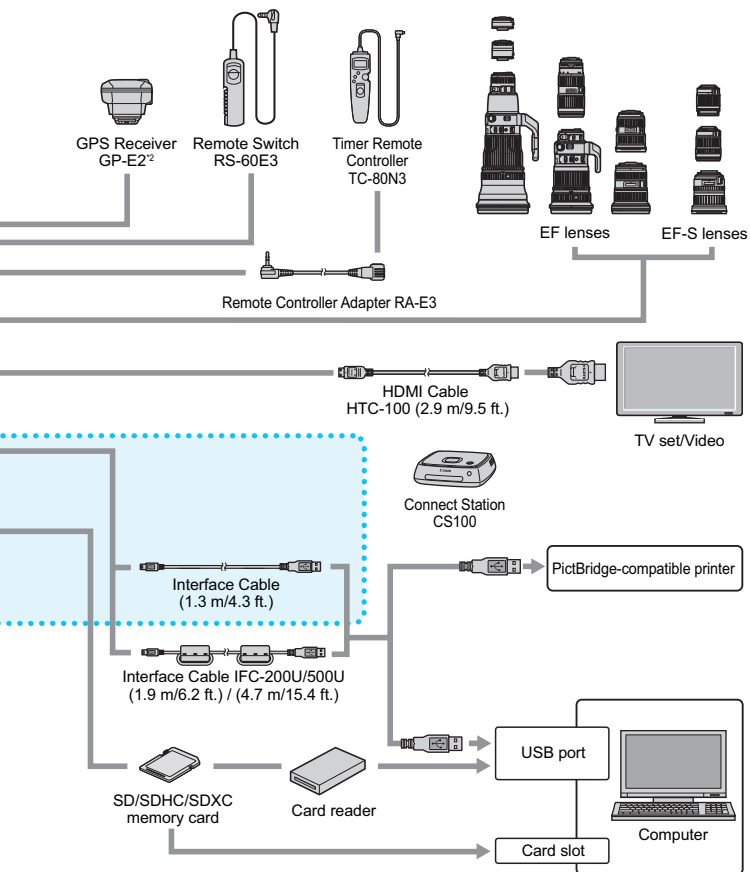 GPS Receiver
GP-E2*2
Remote Switch
RS-60E3
Timer Remote
Controller
TC-80N3
EF lenses
EF-S lenses
Remote Controller Adapter RA-E3
HDMI Cable
HTC-100 (2.9 m/9.5 ft.)
TV set/Video
Connect Station
CS100
Interface Cable
(1.3 m/4.3 ft.)
PictBridge-compatible printer
Interface Cable IFC-200U/500U
(1.9 m/6.2 ft.) / (4.7 m/15.4 ft.)
USB port
SD/SDHC/SDXC
memory card
Card reader
Computer
Card slot